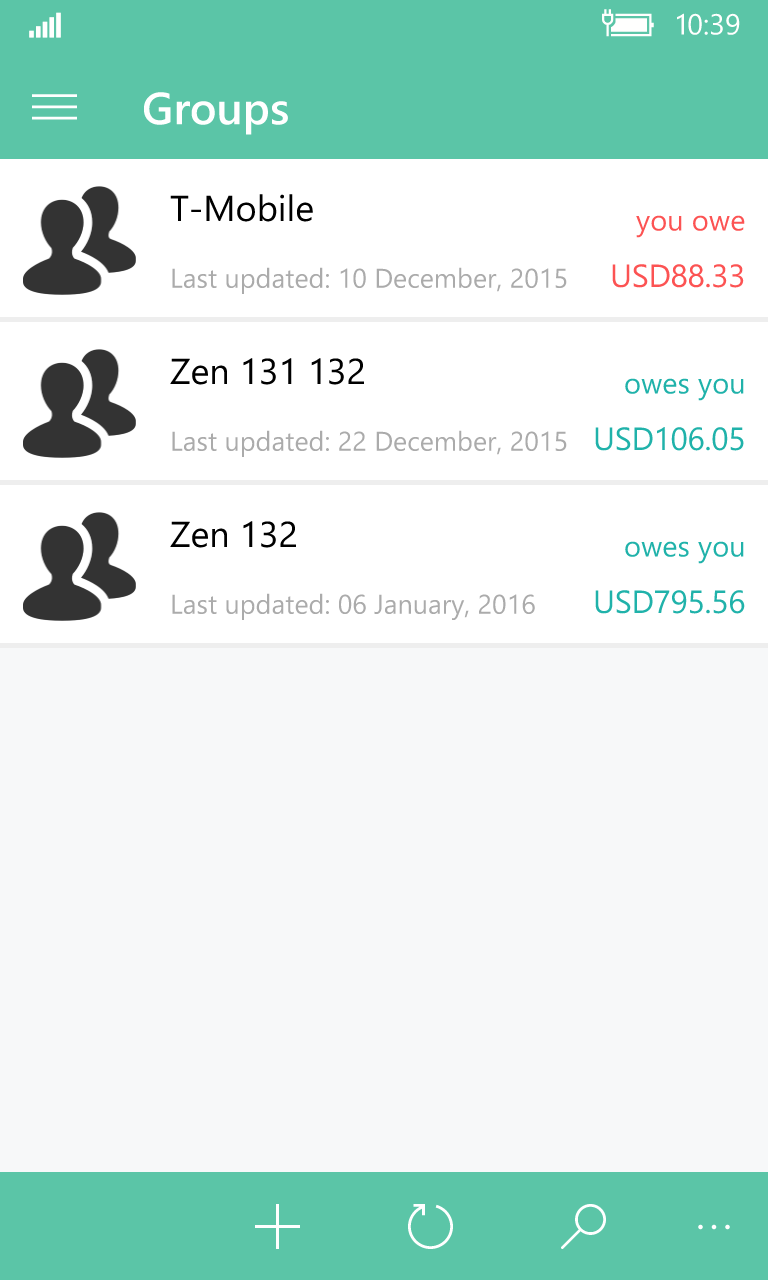 10:39
Groups
T-Mobile
you owe
Last updated: 10 December, 2015
USD88.33
Zen 131 132
owes you
Last updated: 22 December, 2015
USD106.05
Zen 132
owes you
Last updated: 06 January, 2016
USD795.56